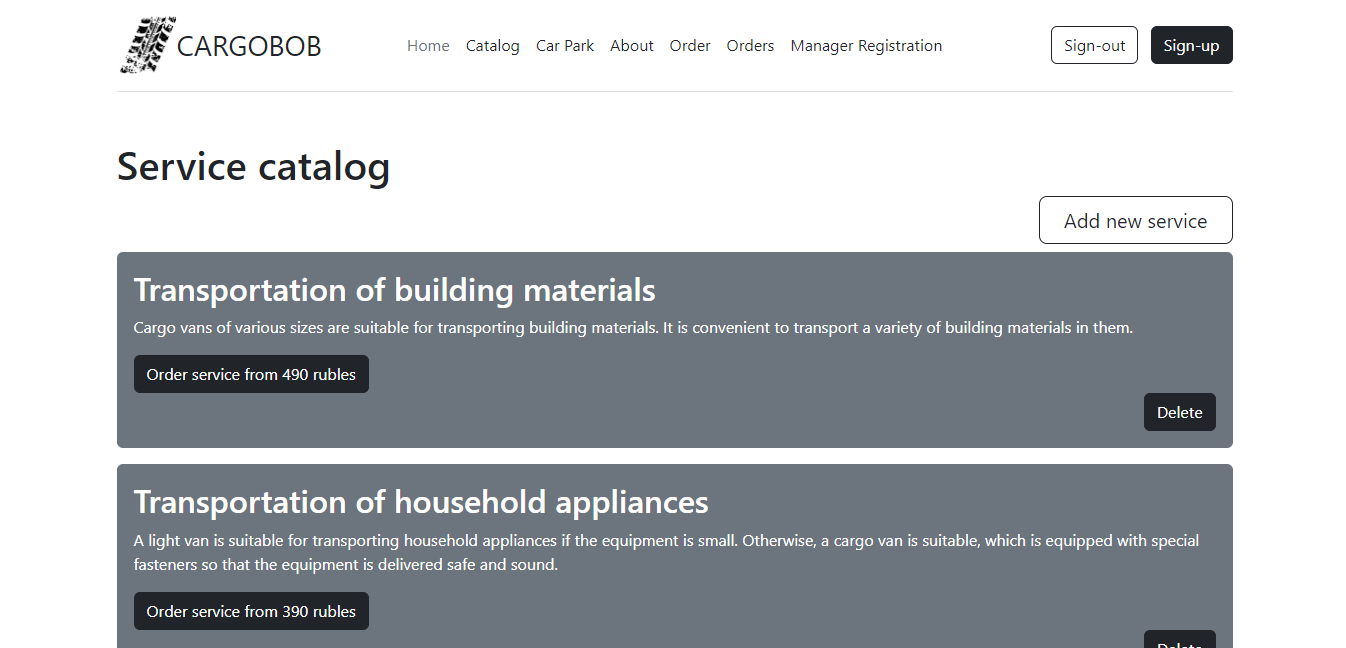 CARGOBOB
Home Catalog Car Park About Order Orders Manager Registration
Sign-out Sign-up
Service catalog
Add new service
Transportation of building materials
Cargo vans of various sizes are suitable for transporting building materials. It is convenient to transport a variety of building materials in them.
Order service from 490 rubles
Delete
Transportation of household appliances
A light van is suitable for transporting household appliances if the equipment is small. Otherwise, a cargo van is suitable, which is equipped with special
fasteners so that the equipment is delivered safe and sound.
Order service from 390 rubles
Delete